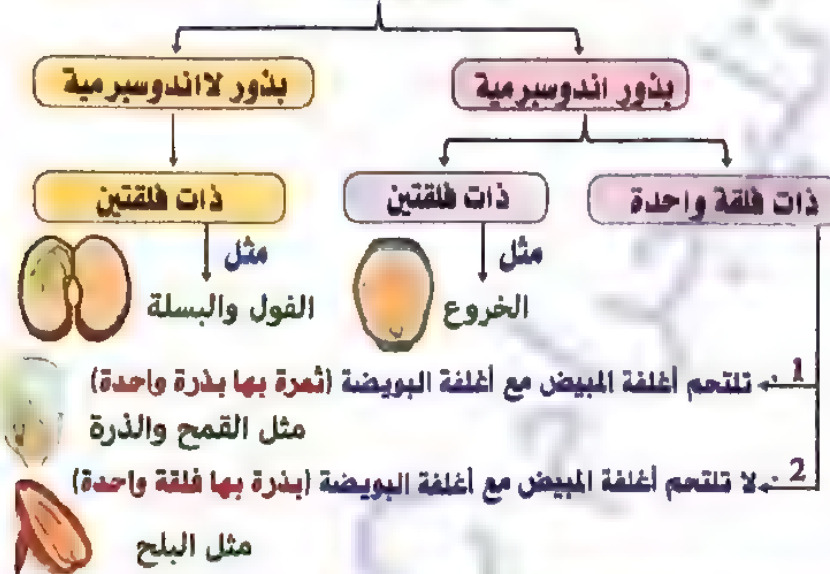 بذور اندوسبرمية
بذور لااندوسبرمية
ذات فلقة واحدة
ذات فلقتين
ذات فلقتين
مثل
مثل
الخروع
الفول والبسلة
1 تلتحم أغلفة المبيض مع أغلفة البويضة (ثمرة بها بذرة واحدة)
مثل القمح والذرة
2 لا تلتحم أغلفة المبيض مع أغلفة البويضة (بذرة بها فلقة واحدة)
مثل البلح